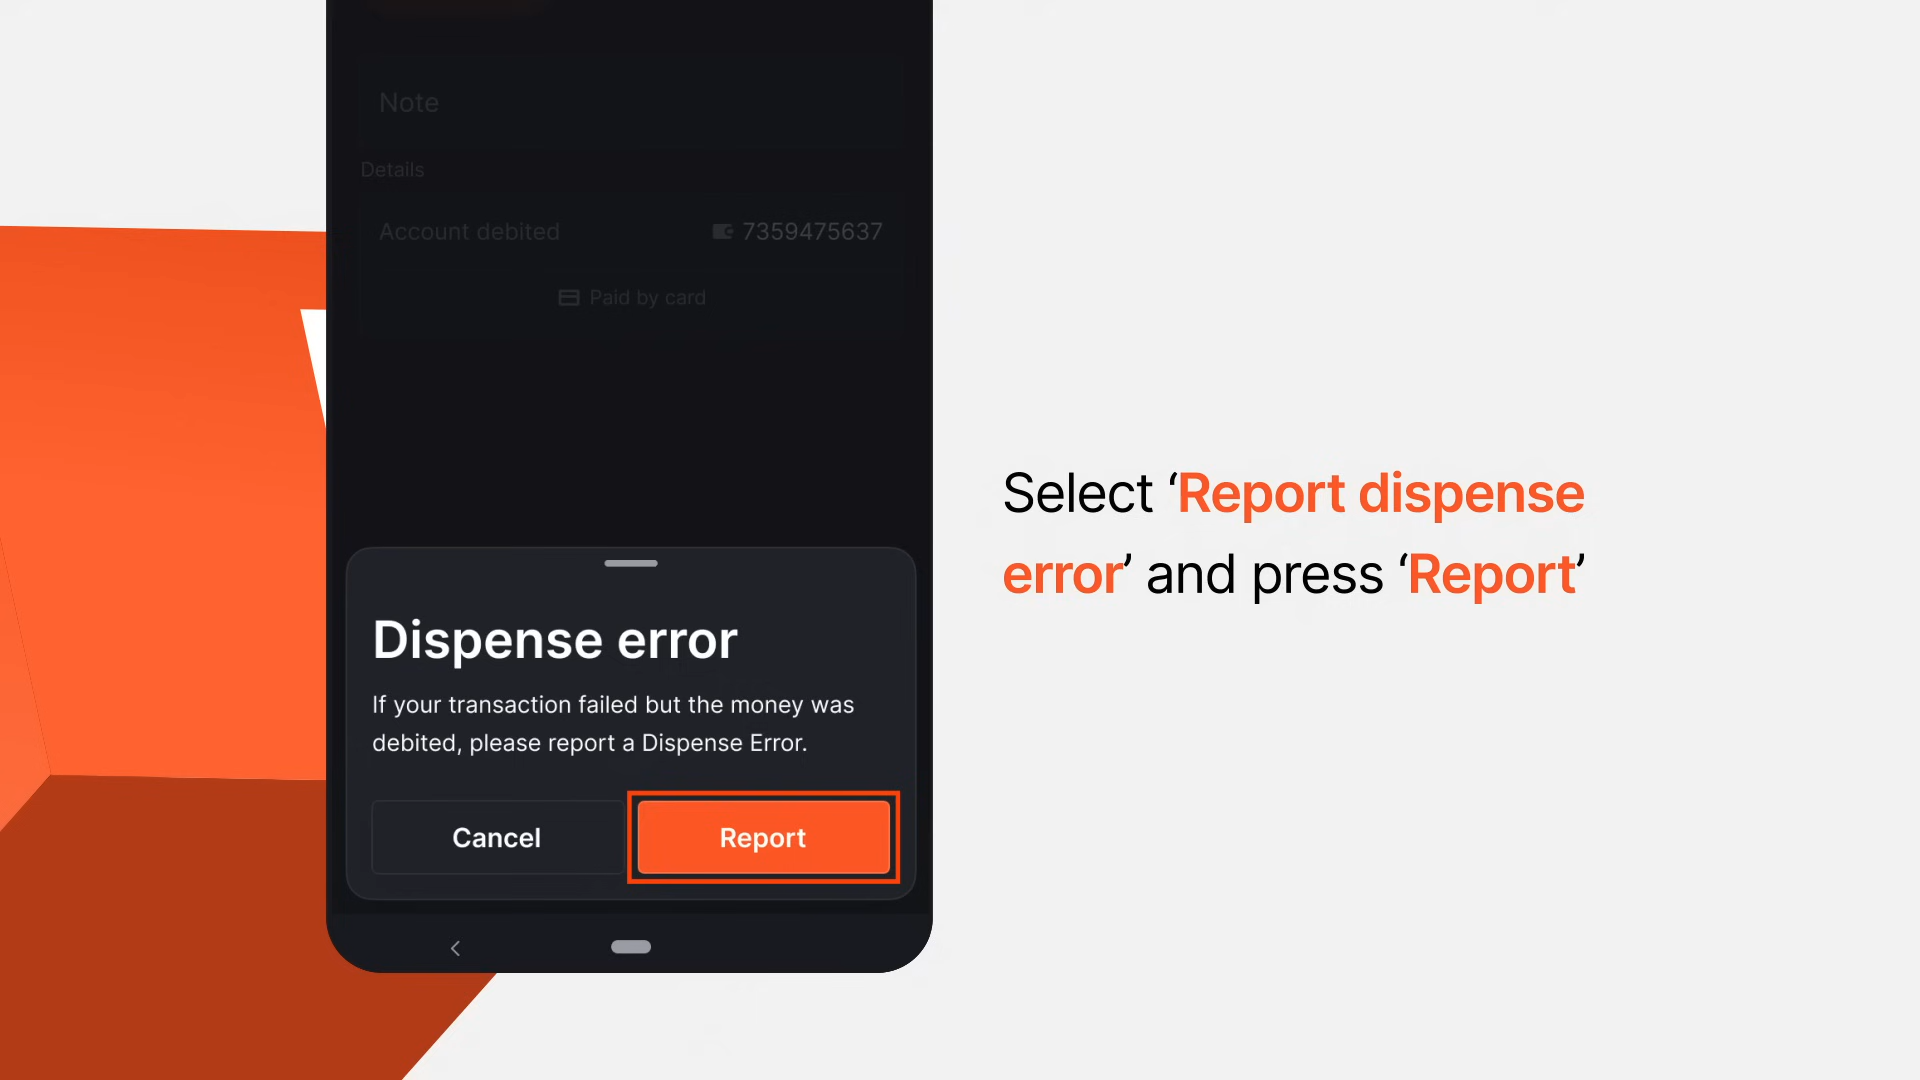 Note
Details
Account debited 7359475637
Paid by card
Dispense error
If your transaction failed but the money was
debited, please report a Dispense Error.
Cancel Report
Select ‘Report dispense
error’ and press ‘Report’